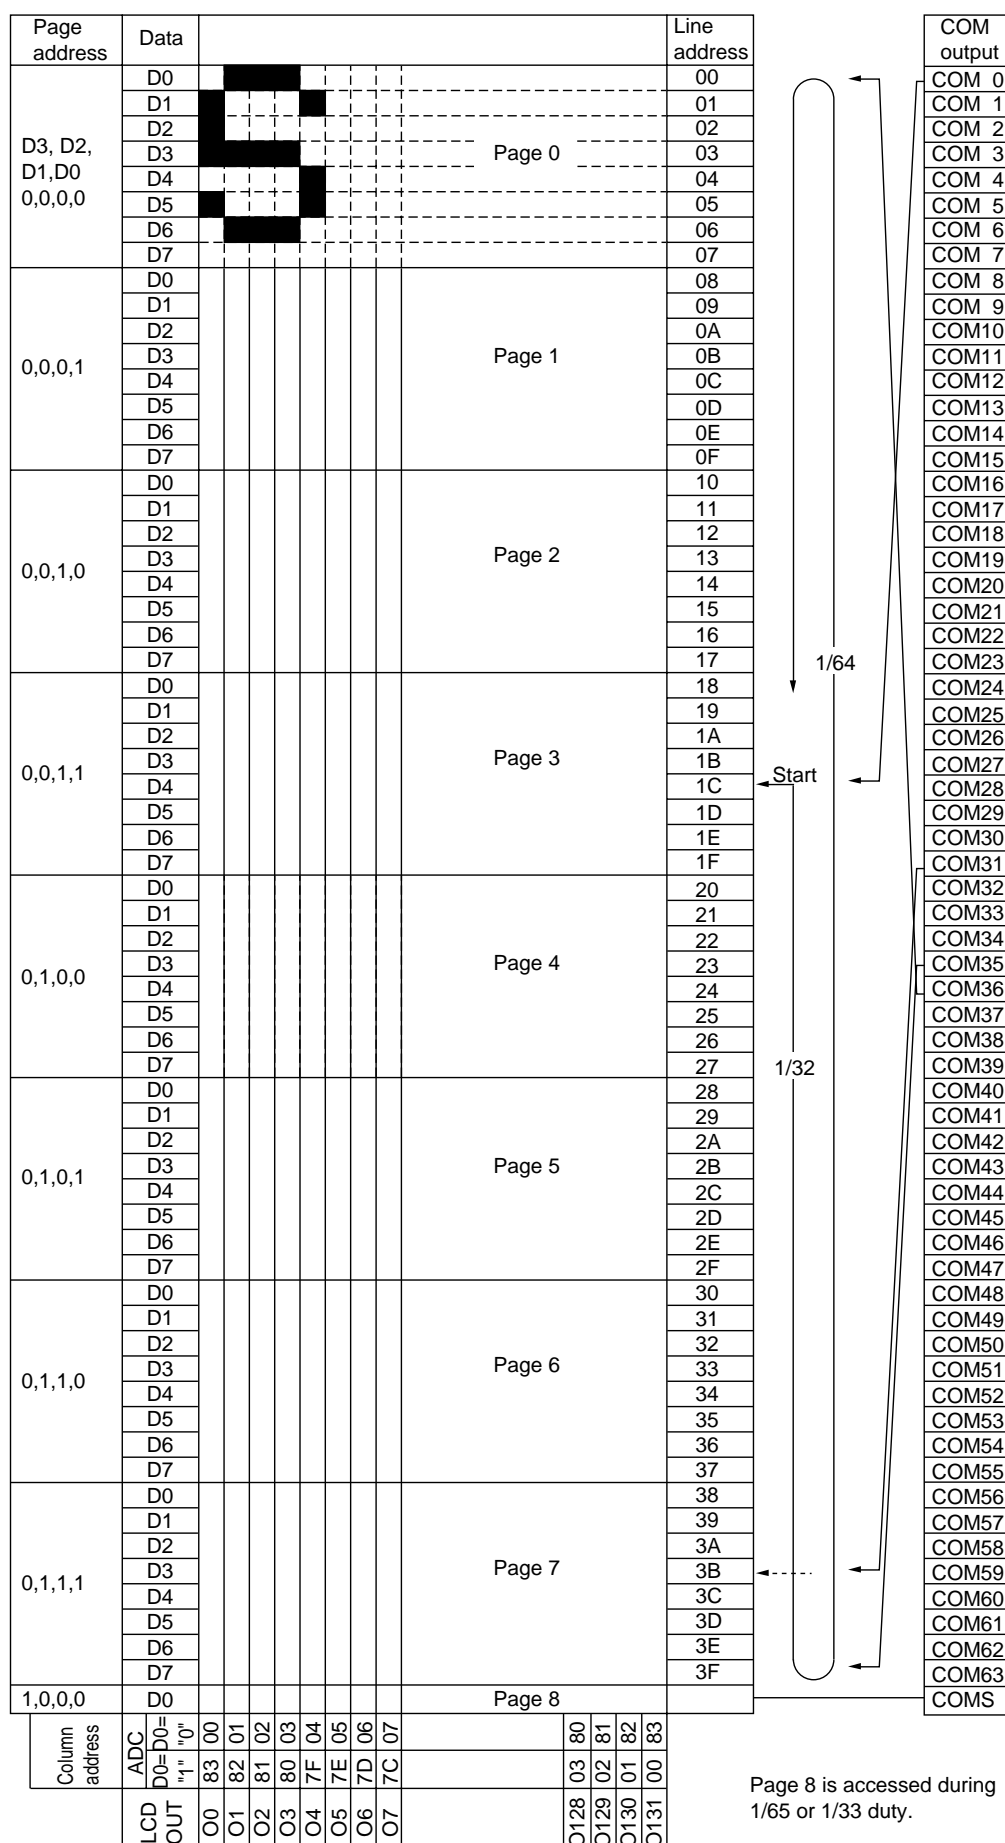 Page address Data Line address COM output
D3, D2, D1,D0 0,0,0,0 Page 0
D0 00 COM 0
D1 01 COM 1
D2 02 COM 2
D3 03 COM 3
D4 04 COM 4
D5 05 COM 5
D6 06 COM 6
D7 07 COM 7
0,0,0,1 Page 1
D0 08 COM 8
D1 09 COM 9
D2 0A COM10
D3 0B COM11
D4 0C COM12
D5 0D COM13
D6 0E COM14
D7 0F COM15
0,0,1,0 Page 2
D0 10 COM16
D1 11 COM17
D2 12 COM18
D3 13 COM19
D4 14 COM20
D5 15 COM21
D6 16 COM22
D7 17 COM23
1/64
0,0,1,1 Page 3
D0 18 COM24
D1 19 COM25
D2 1A COM26
D3 1B COM27
D4 1C Start COM28
D5 1D COM29
D6 1E COM30
D7 1F COM31
0,1,0,0 Page 4
D0 20 COM32
D1 21 COM33
D2 22 COM34
D3 23 COM35
D4 24 COM36
D5 25 COM37
D6 26 COM38
D7 27 1/32 COM39
0,1,0,1 Page 5
D0 28 COM40
D1 29 COM41
D2 2A COM42
D3 2B COM43
D4 2C COM44
D5 2D COM45
D6 2E COM46
D7 2F COM47
0,1,1,0 Page 6
D0 30 COM48
D1 31 COM49
D2 32 COM50
D3 33 COM51
D4 34 COM52
D5 35 COM53
D6 36 COM54
D7 37 COM55
0,1,1,1 Page 7
D0 38 COM56
D1 39 COM57
D2 3A COM58
D3 3B COM59
D4 3C COM60
D5 3D COM61
D6 3E COM62
D7 3F COM63
1,0,0,0 D0 Page 8 COMS
Column address ADC
D0= "0" 00 01 02 03 04 05 06 07 80 81 82 83
D0= "1" 83 82 81 80 7F 7E 7D 7C 03 02 01 00
LCD OUT O0 O1 O2 O3 O4 O5 O6 O7 O128 O129 O130 O131
Page 8 is accessed during
1/65 or 1/33 duty.